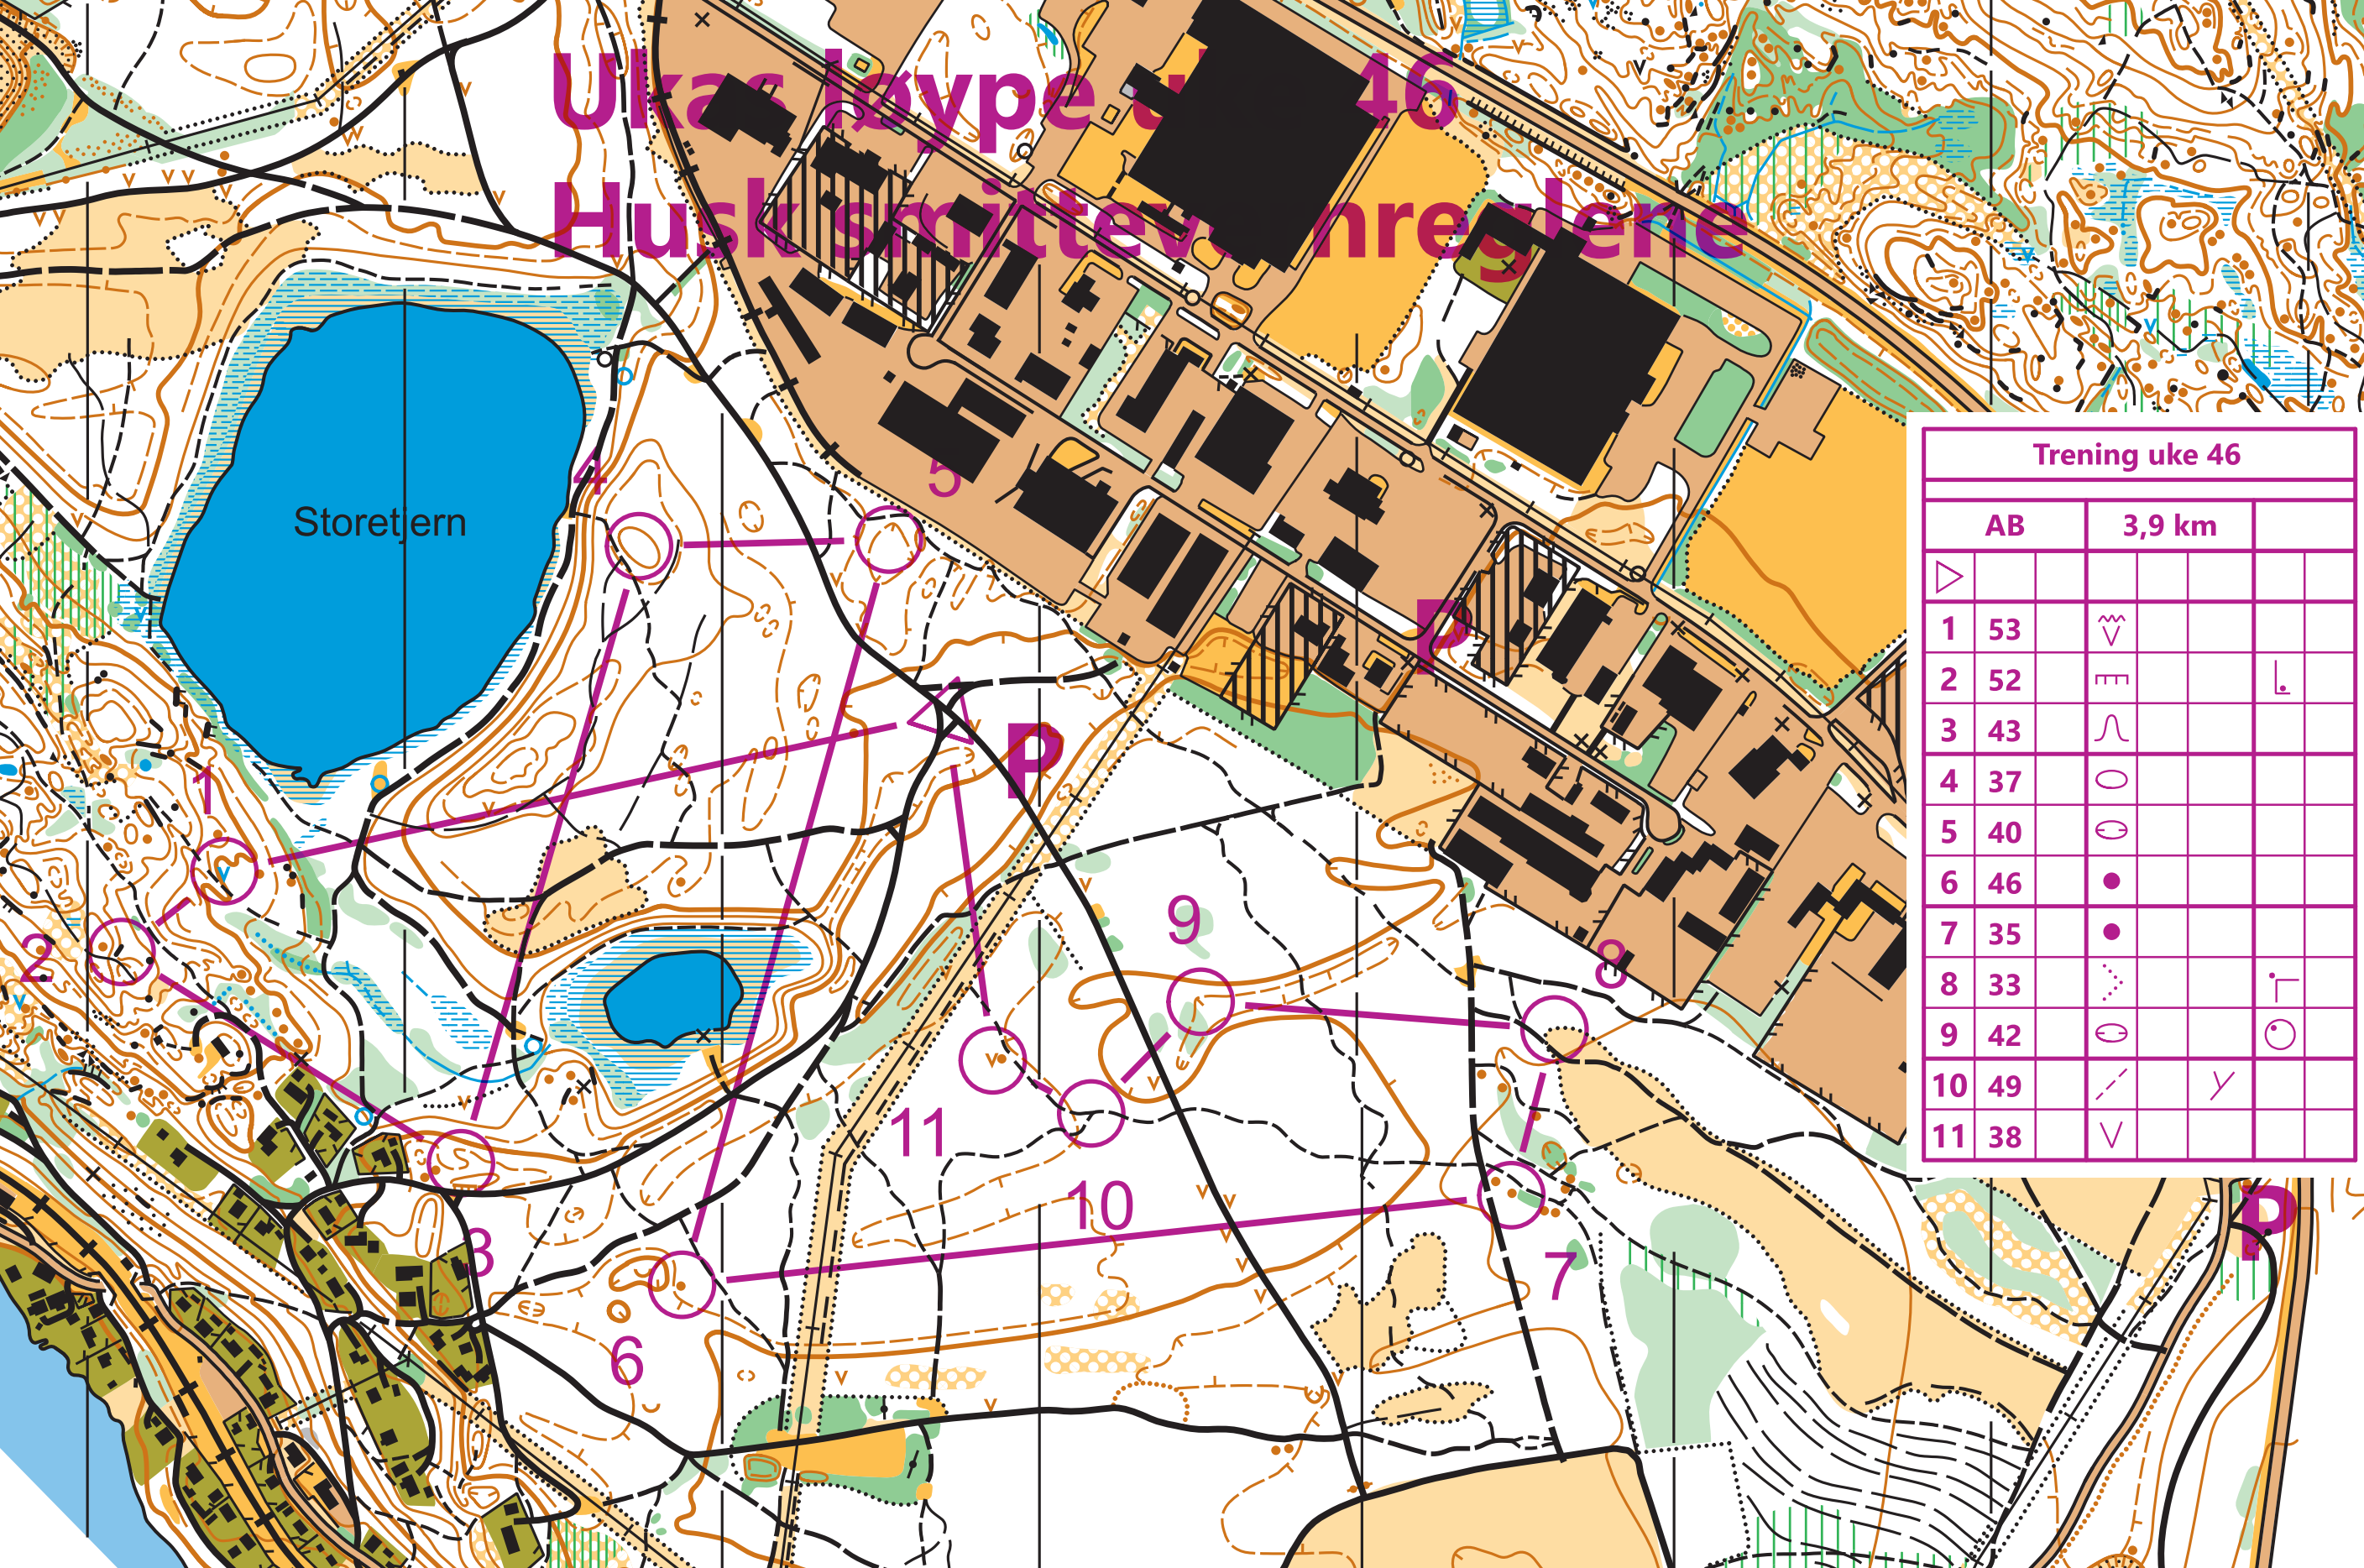 Ukas løype uke 46
Husk smittevernreglene
Storetjern
4
5
P
P
1
9
2
8
11
10
P
3
7
6
Trening uke 46
AB 3,9 km
1 53
2 52
3 43
4 37
5 40
6 46
7 35
8 33
9 42
10 49
11 38